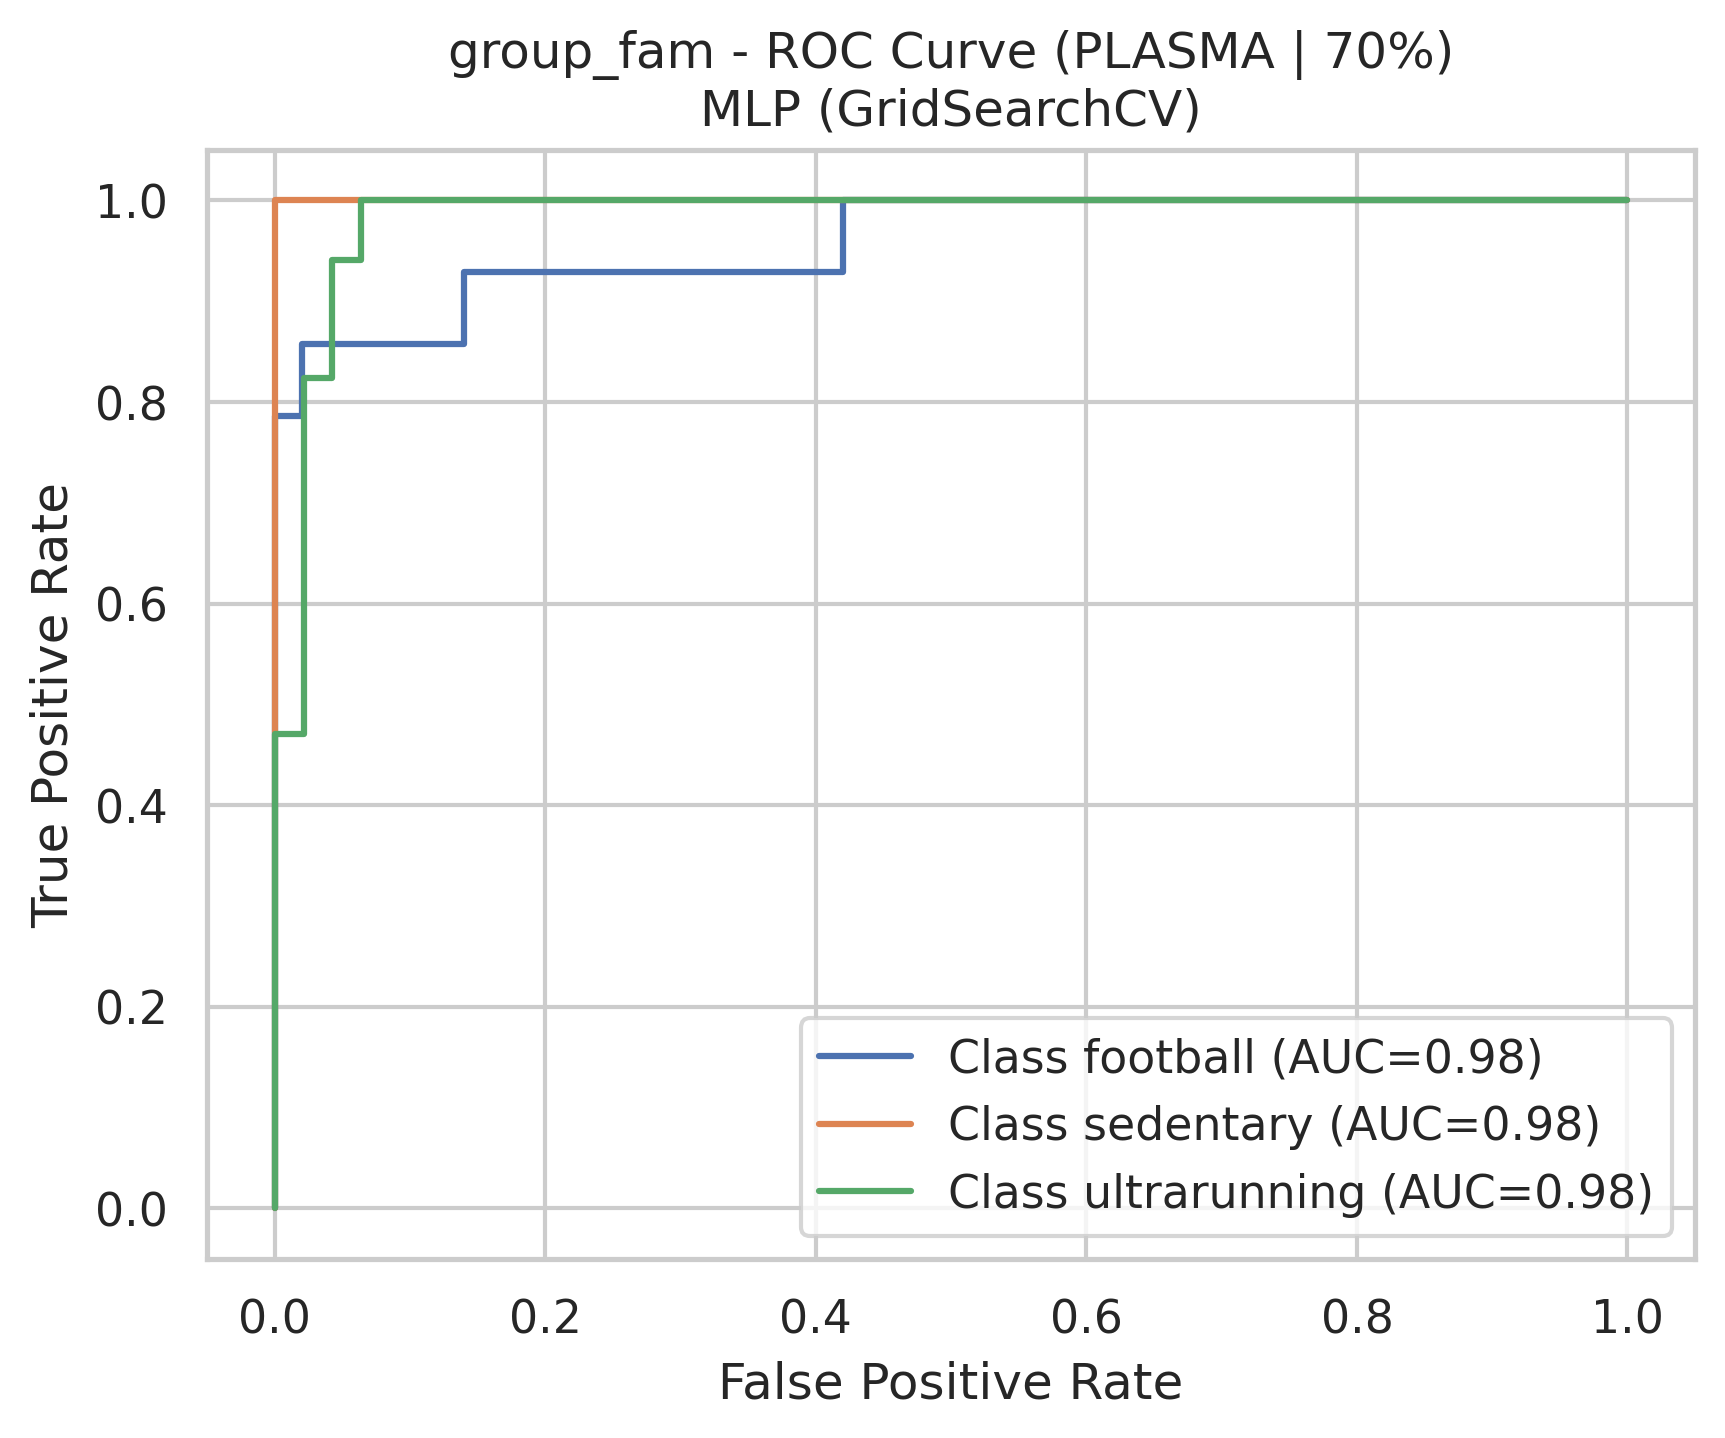 group_fam - ROC Curve (PLASMA | 70%)
MLP (GridSearchCV)
1.0
0.8
0.6
0.4
0.2
0.0
True Positive Rate
Class football (AUC=0.98)
Class sedentary (AUC=0.98)
Class ultrarunning (AUC=0.98)
0.0 0.2 0.4 0.6 0.8 1.0
False Positive Rate